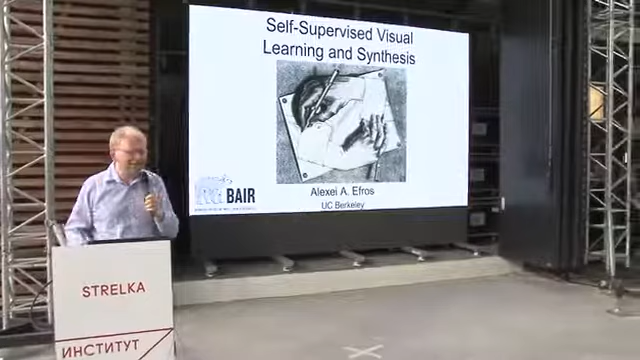 Self-Supervised Visual
Learning and Synthesis
Alexei A. Efros
UC Berkeley
BAIR
STRELKA
ИНСТИТУТ